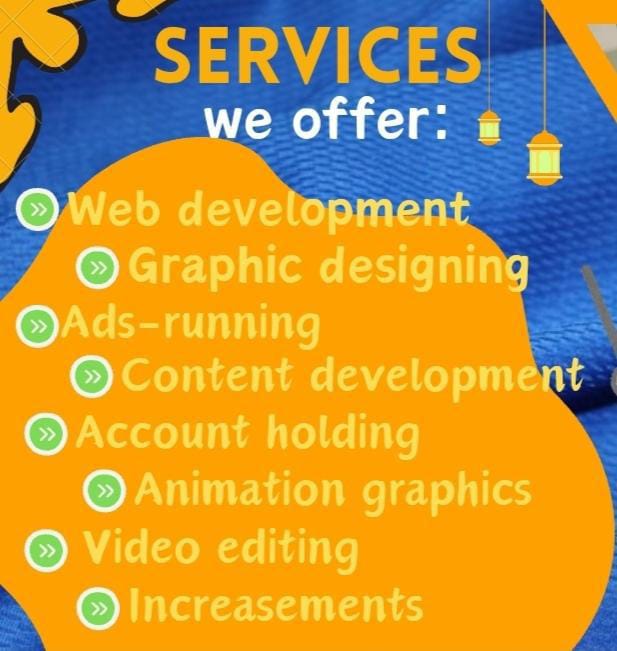 SERVICES
we offer:
Web development
Graphic designing
Ads-running
Content development
Account holding
Animation graphics
Video editing
Increasements